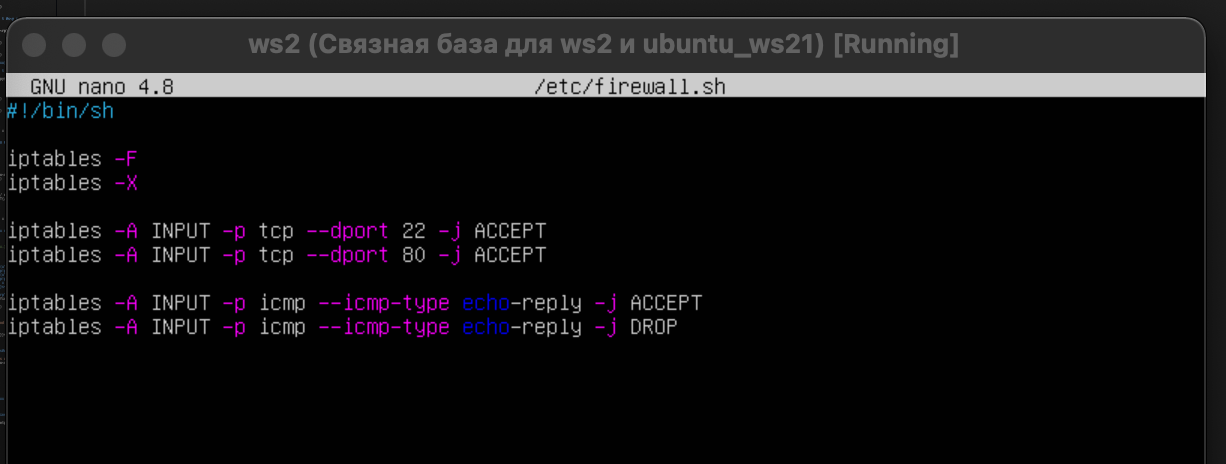 ws2 (Связная база для ws2 и ubuntu_ws21) [Running]
GNU nano 4.8 /etc/firewall.sh
#!/bin/sh
iptables -F
iptables -X
iptables -A INPUT -p tcp --dport 22 -j ACCEPT
iptables -A INPUT -p tcp --dport 80 -j ACCEPT
iptables -A INPUT -p icmp --icmp-type echo-reply -j ACCEPT
iptables -A INPUT -p icmp --icmp-type echo-reply -j DROP